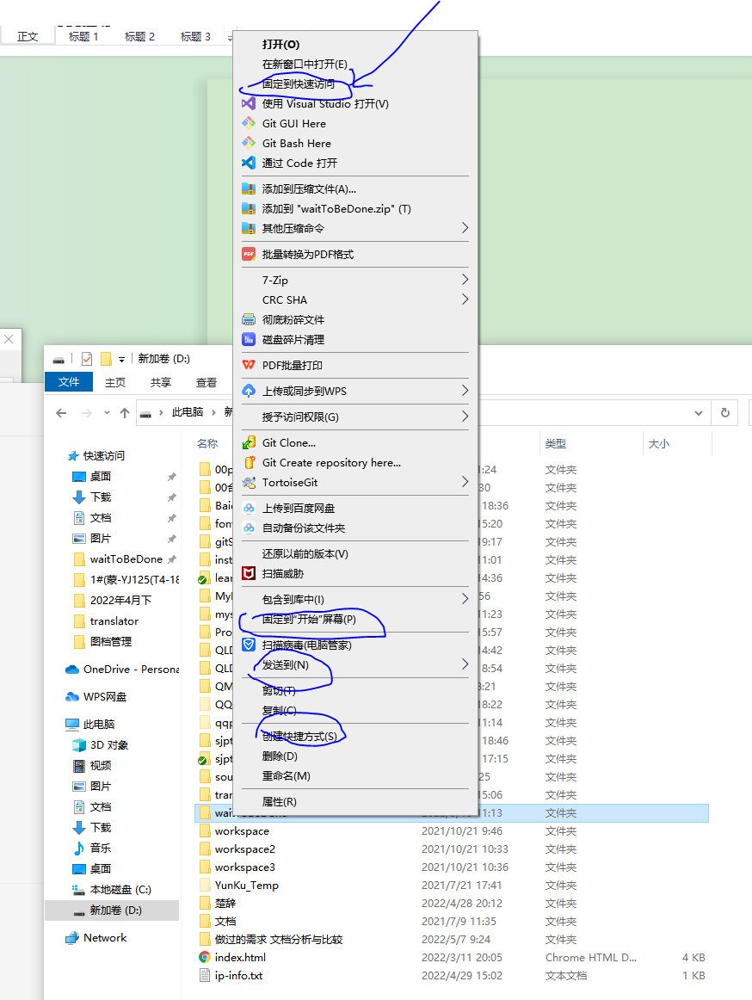 正文
标题 1
标题 2
标题 3
打开(O)
在新窗口中打开(E)
固定到快速访问
使用 Visual Studio 打开(V)
Git GUI Here
Git Bash Here
通过 Code 打开
添加到压缩文件(A)...
添加到 "waitToBeDone.zip" (T)
其他压缩命令
批量转换为PDF格式
7-Zip
CRC SHA
彻底粉碎文件
磁盘碎片清理
PDF批量打印
上传或同步到WPS
授予访问权限(G)
Git Clone...
Git Create repository here...
TortoiseGit
上传到百度网盘
自动备份该文件夹
还原以前的版本(V)
扫描威胁
包含到库中(I)
固定到"开始"屏幕(P)
扫描病毒(电脑管家)
发送到(N)
剪切(T)
复制(C)
创建快捷方式(S)
删除(D)
重命名(M)
属性(R)
新加卷 (D:)
文件
主页
共享
查看
此电脑
新
快速访问
桌面
下载
文档
图片
waitToBeDone
1#(蒙-YJ125(T4-18
2022年4月下
translator
图档管理
OneDrive - Persona
WPS网盘
此电脑
3D 对象
视频
图片
文档
下载
音乐
桌面
本地磁盘 (C:)
新加卷 (D:)
Network
名称 类型 大小
00p 1:24 文件夹
00合 30 文件夹
Baid 18:36 文件夹
fon 15:20 文件夹
gitS 19:17 文件夹
inst 11:01 文件夹
lear 14:36 文件夹
MyI 56 文件夹
mys 11:23 文件夹
Pro 15:57 文件夹
QLD 14:42 文件夹
QLD 8:54 文件夹
QM 8:21 文件夹
QQ 18:22 文件夹
qqp 11:14 文件夹
sjpt 18:46 文件夹
sjpt 17:15 文件夹
sou 25 文件夹
tran 15:06 文件夹
11:13 文件夹
workspace 2021/10/21 9:46 文件夹
workspace2 2021/10/21 10:33 文件夹
workspace3 2021/10/21 10:36 文件夹
YunKu_Temp 2021/7/21 17:41 文件夹
楚辞 2022/4/28 20:12 文件夹
文档 2021/7/9 11:35 文件夹
做过的需求 文档分析与比较 2022/5/7 9:24 文件夹
index.html 2022/3/11 20:05 Chrome HTML D... 4 KB
ip-info.txt 2022/4/29 15:02 文本文档 1 KB